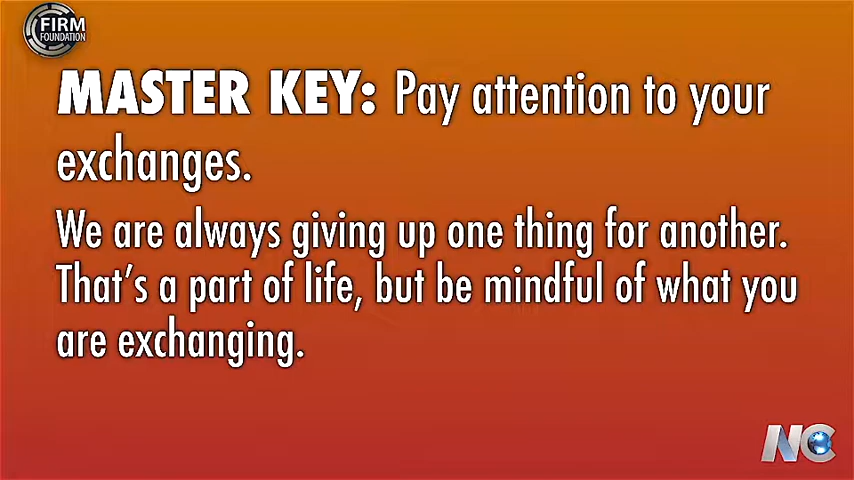 FIRM
FOUNDATION
MASTER KEY: Pay attention to your
exchanges.
We are always giving up one thing for another.
That's a part of life, but be mindful of what you
are exchanging.
NC